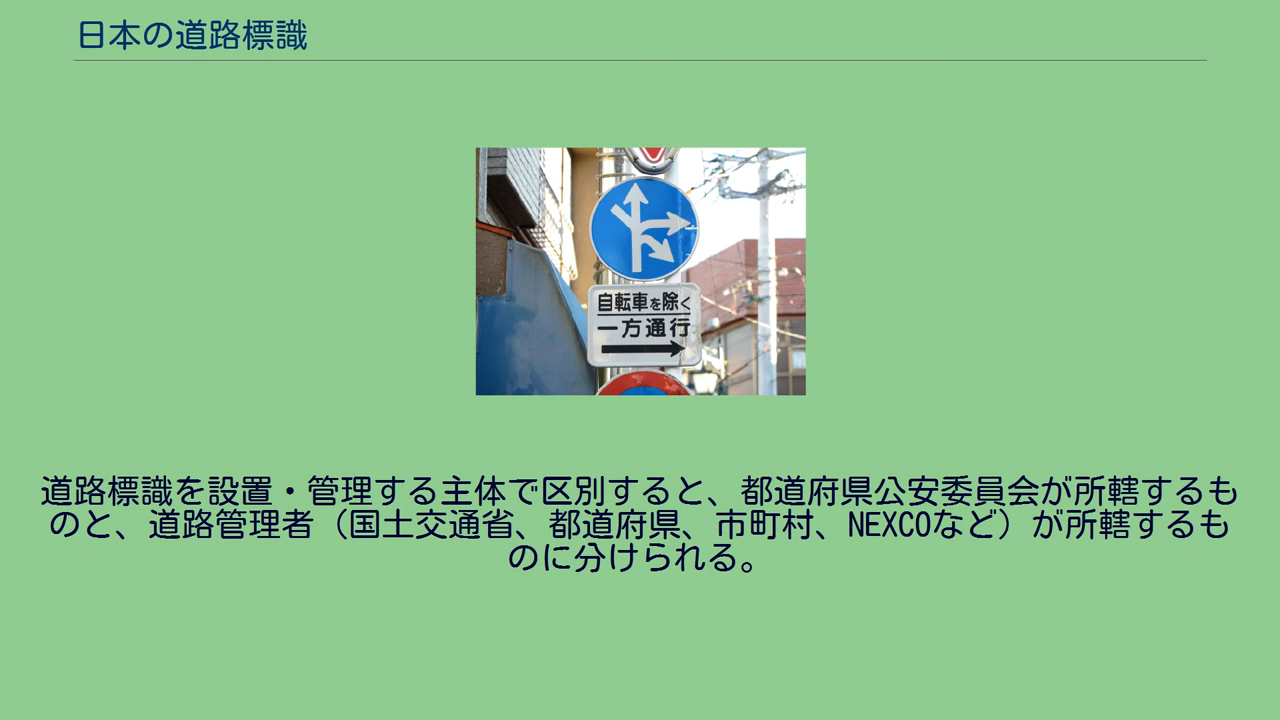 日本の道路標識
自転車を除く
一方通行
道路標識を設置・管理する主体で区別すると、都道府県公安委員会が所轄するも
のと、道路管理者（国土交通省、都道府県、市町村、NEXCOなど）が所轄するも
のに分けられる。